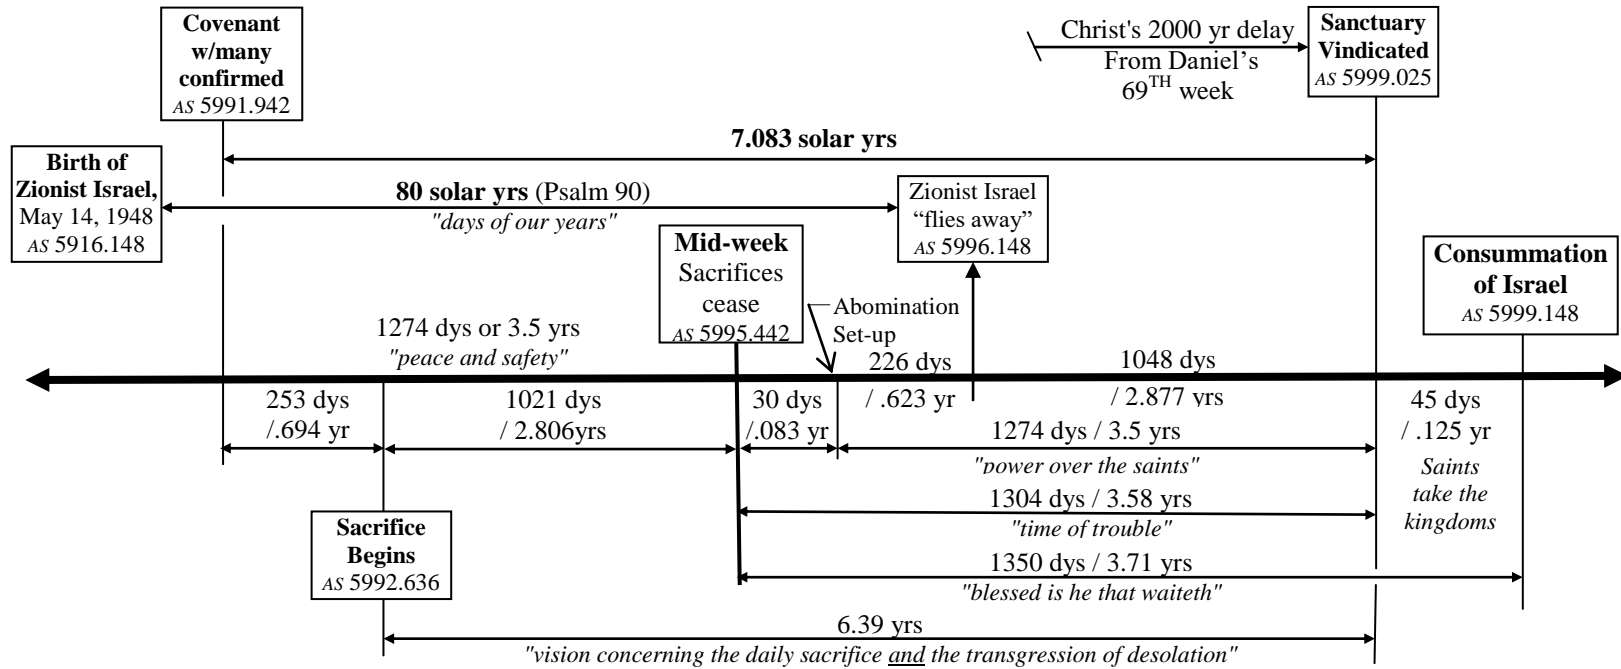 Covenant
w/many
confirmed
AS 5991.942
Christ's 2000 yr delay
From Daniel's
69TH week
Sanctuary
Vindicated
AS 5999.025
7.083 solar yrs
Birth of
Zionist Israel,
May 14, 1948
AS 5916.148
80 solar yrs (Psalm 90)
"days of our years"
Zionist Israel
“flies away”
AS 5996.148
Mid-week
Sacrifices
cease
AS 5995.442
Consummation
of Israel
AS 5999.148
Abomination
Set-up
1274 dys or 3.5 yrs
"peace and safety"
226 dys
/ .623 yr
1048 dys
/ 2.877 yrs
253 dys
/.694 yr
1021 dys
/ 2.806yrs
30 dys
/.083 yr
45 dys
/ .125 yr
1274 dys / 3.5 yrs
"power over the saints"
Saints
take the
kingdoms
1304 dys / 3.58 yrs
"time of trouble"
Sacrifice
Begins
AS 5992.636
1350 dys / 3.71 yrs
"blessed is he that waiteth"
6.39 yrs
"vision concerning the daily sacrifice and the transgression of desolation"